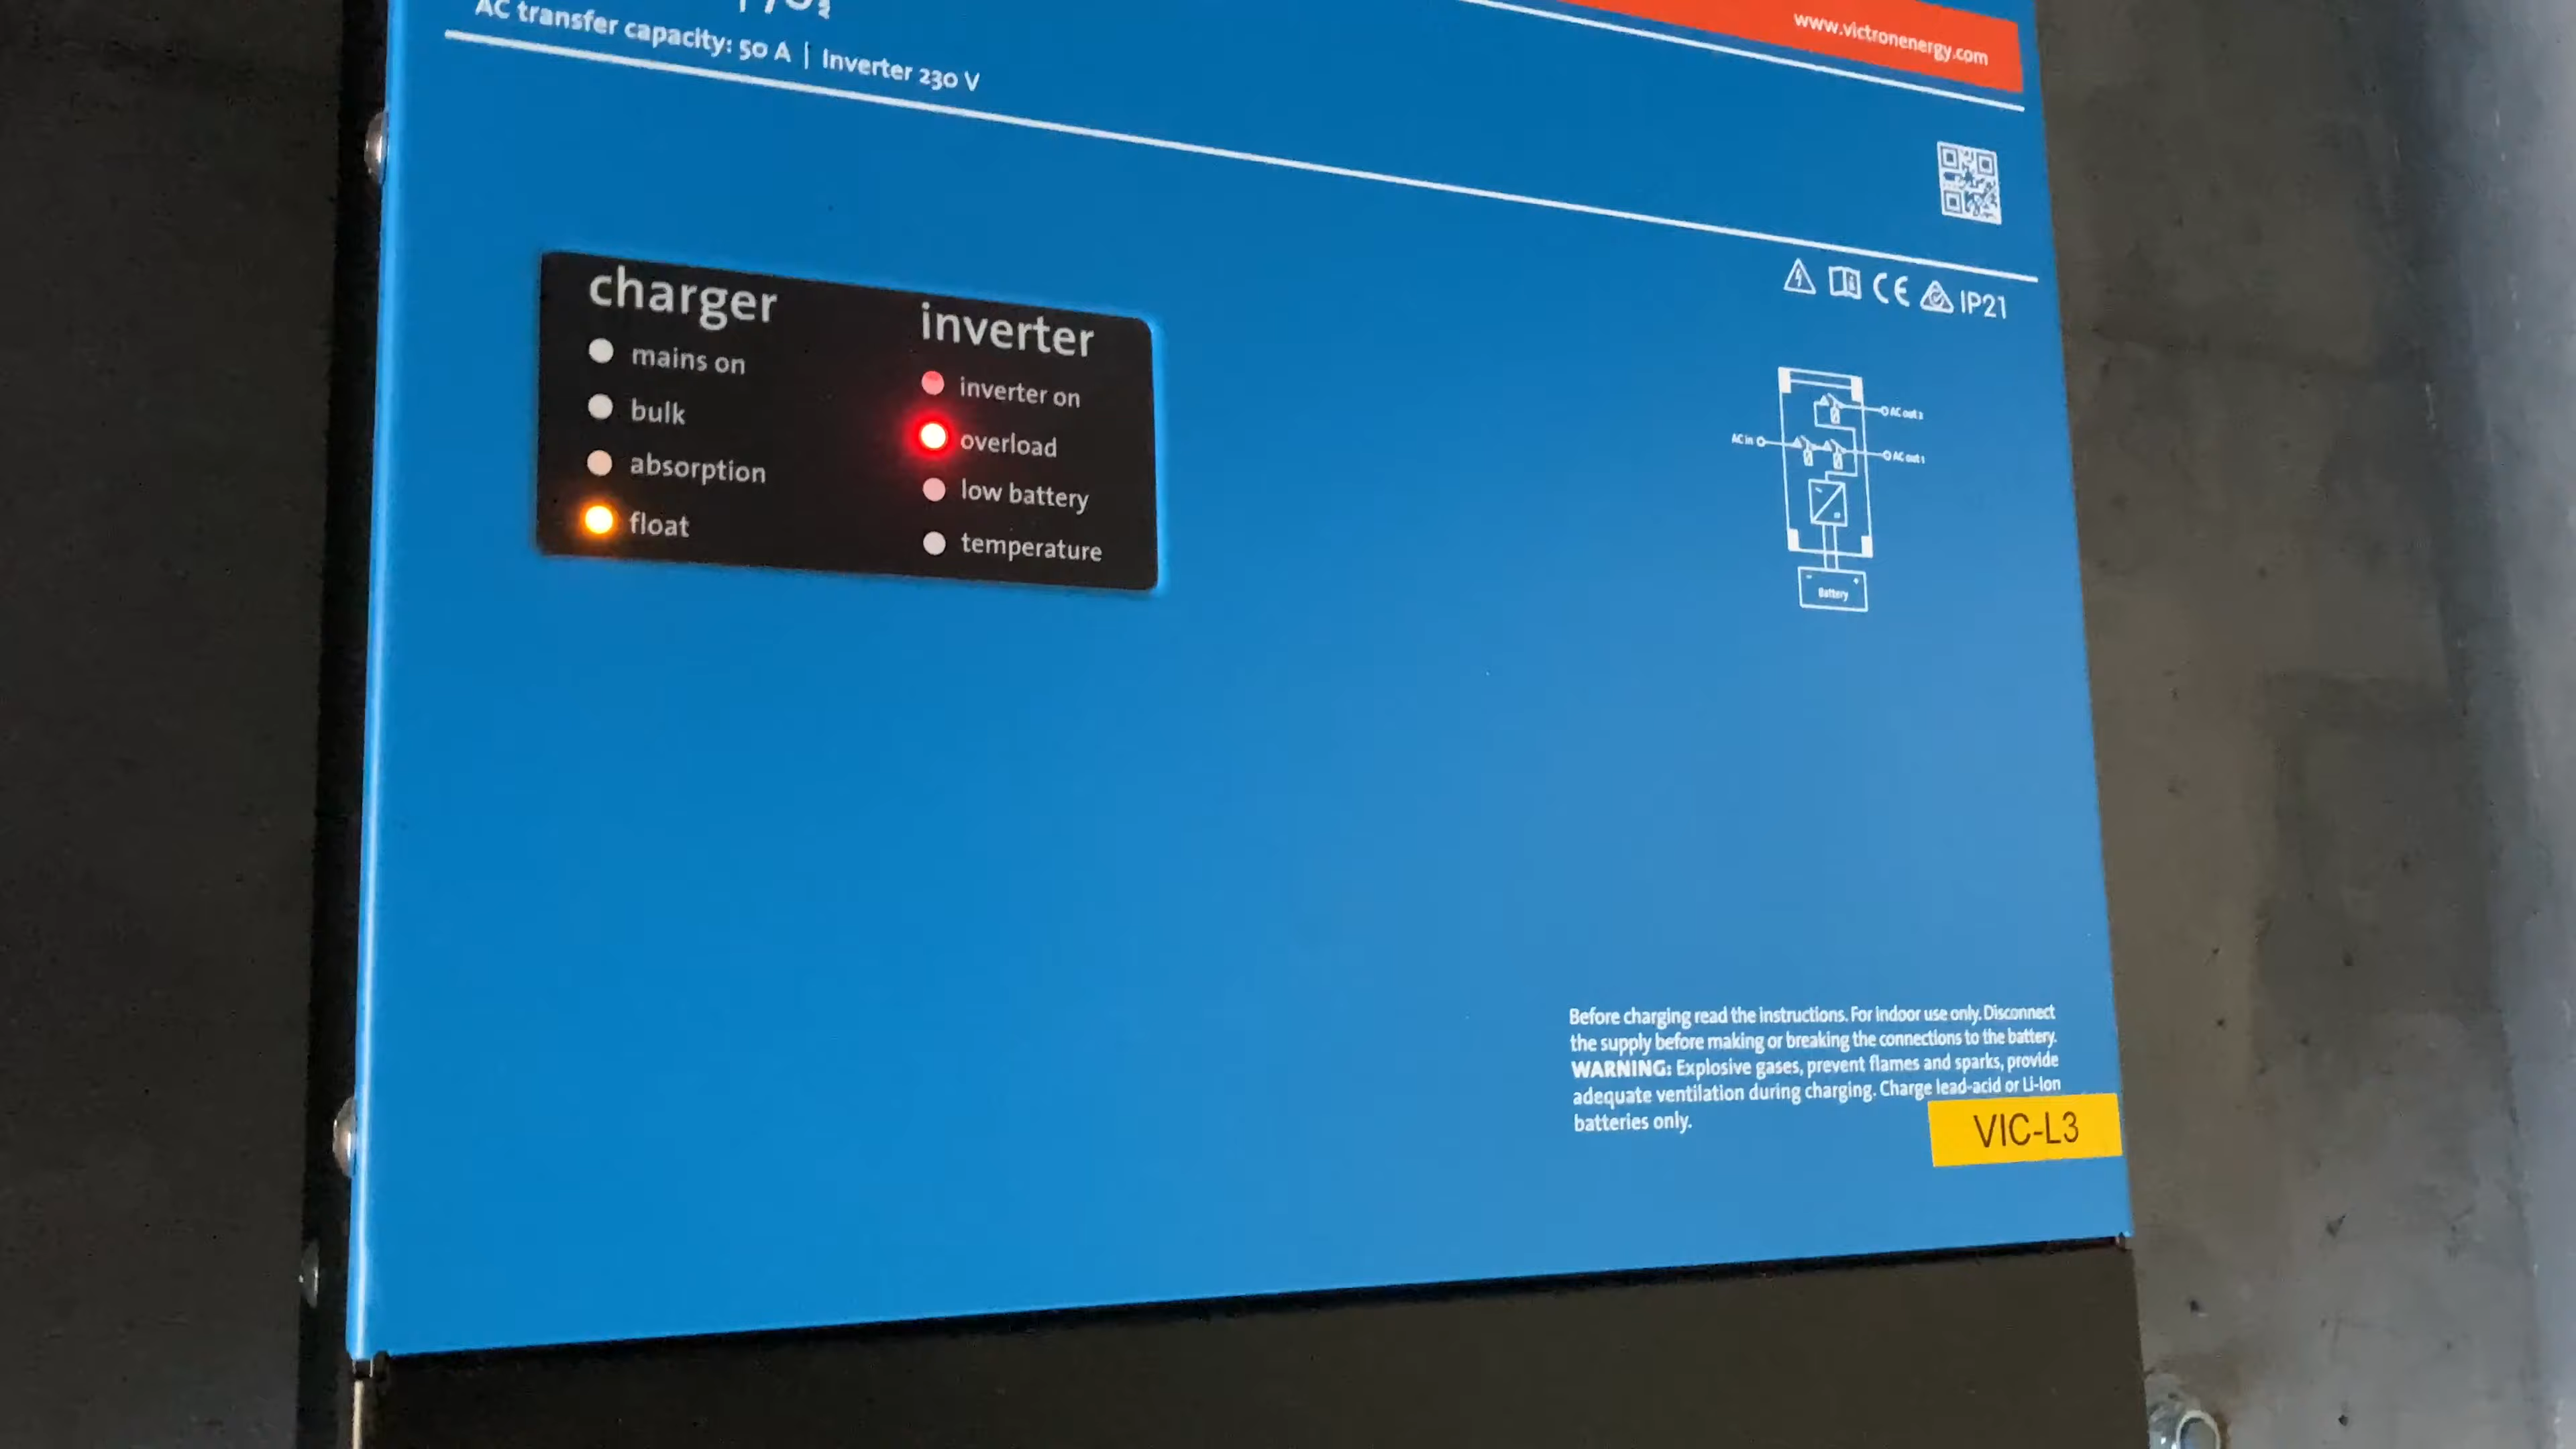 AC transfer capacity: 50 A | Inverter 230 V
www.victronenergy.com
charger
mains on
bulk
absorption
float
inverter
inverter on
overload
low battery
temperature
CE IP21
AC out 2
AC in
AC out 1
Battery
Before charging read the instructions. For indoor use only. Disconnect
the supply before making or breaking the connections to the battery.
WARNING: Explosive gases, prevent flames and sparks, provide
adequate ventilation during charging. Charge lead-acid or Li-Ion
batteries only.
VIC-L3